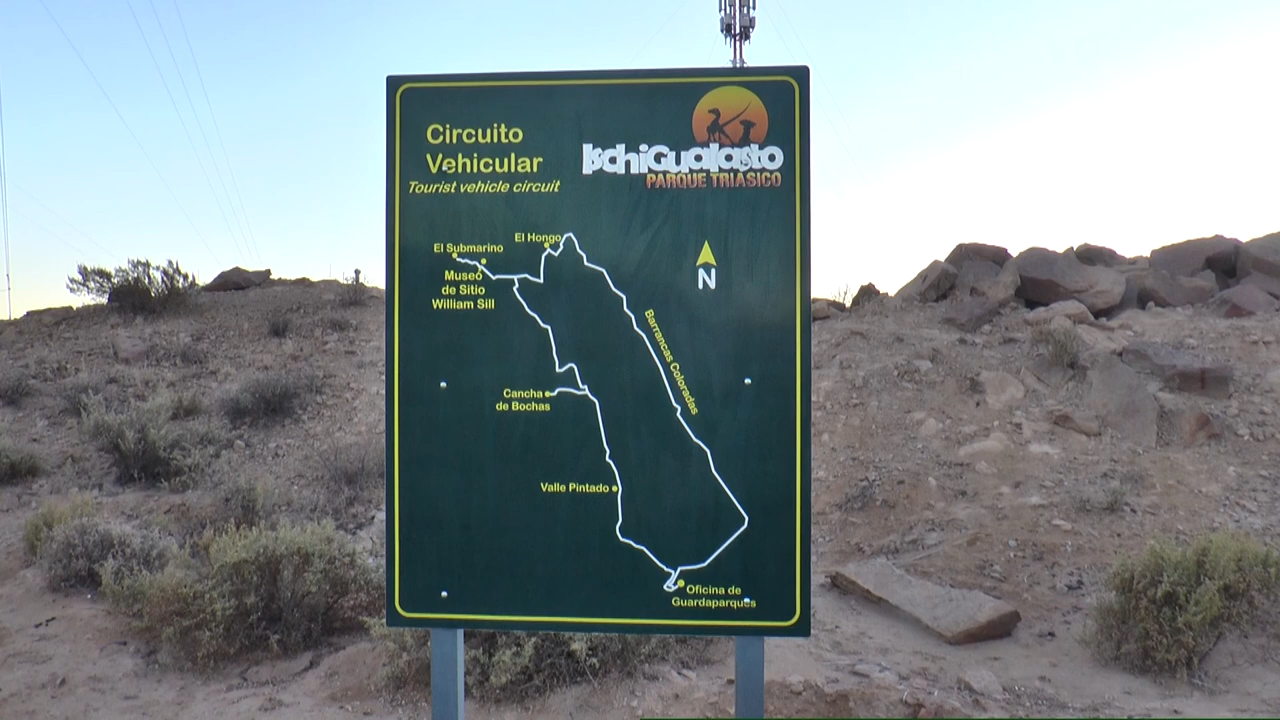 Circuito
Vehicular
Tourist vehicle circuit
IschiGualasto
PARQUE TRIASICO
El Hongo
El Submarino
Museo
de Sitio
William Sill
N
Barrancas Coloradas
Cancha
de Bochas
Valle Pintado
Oficina de
Guardaparques